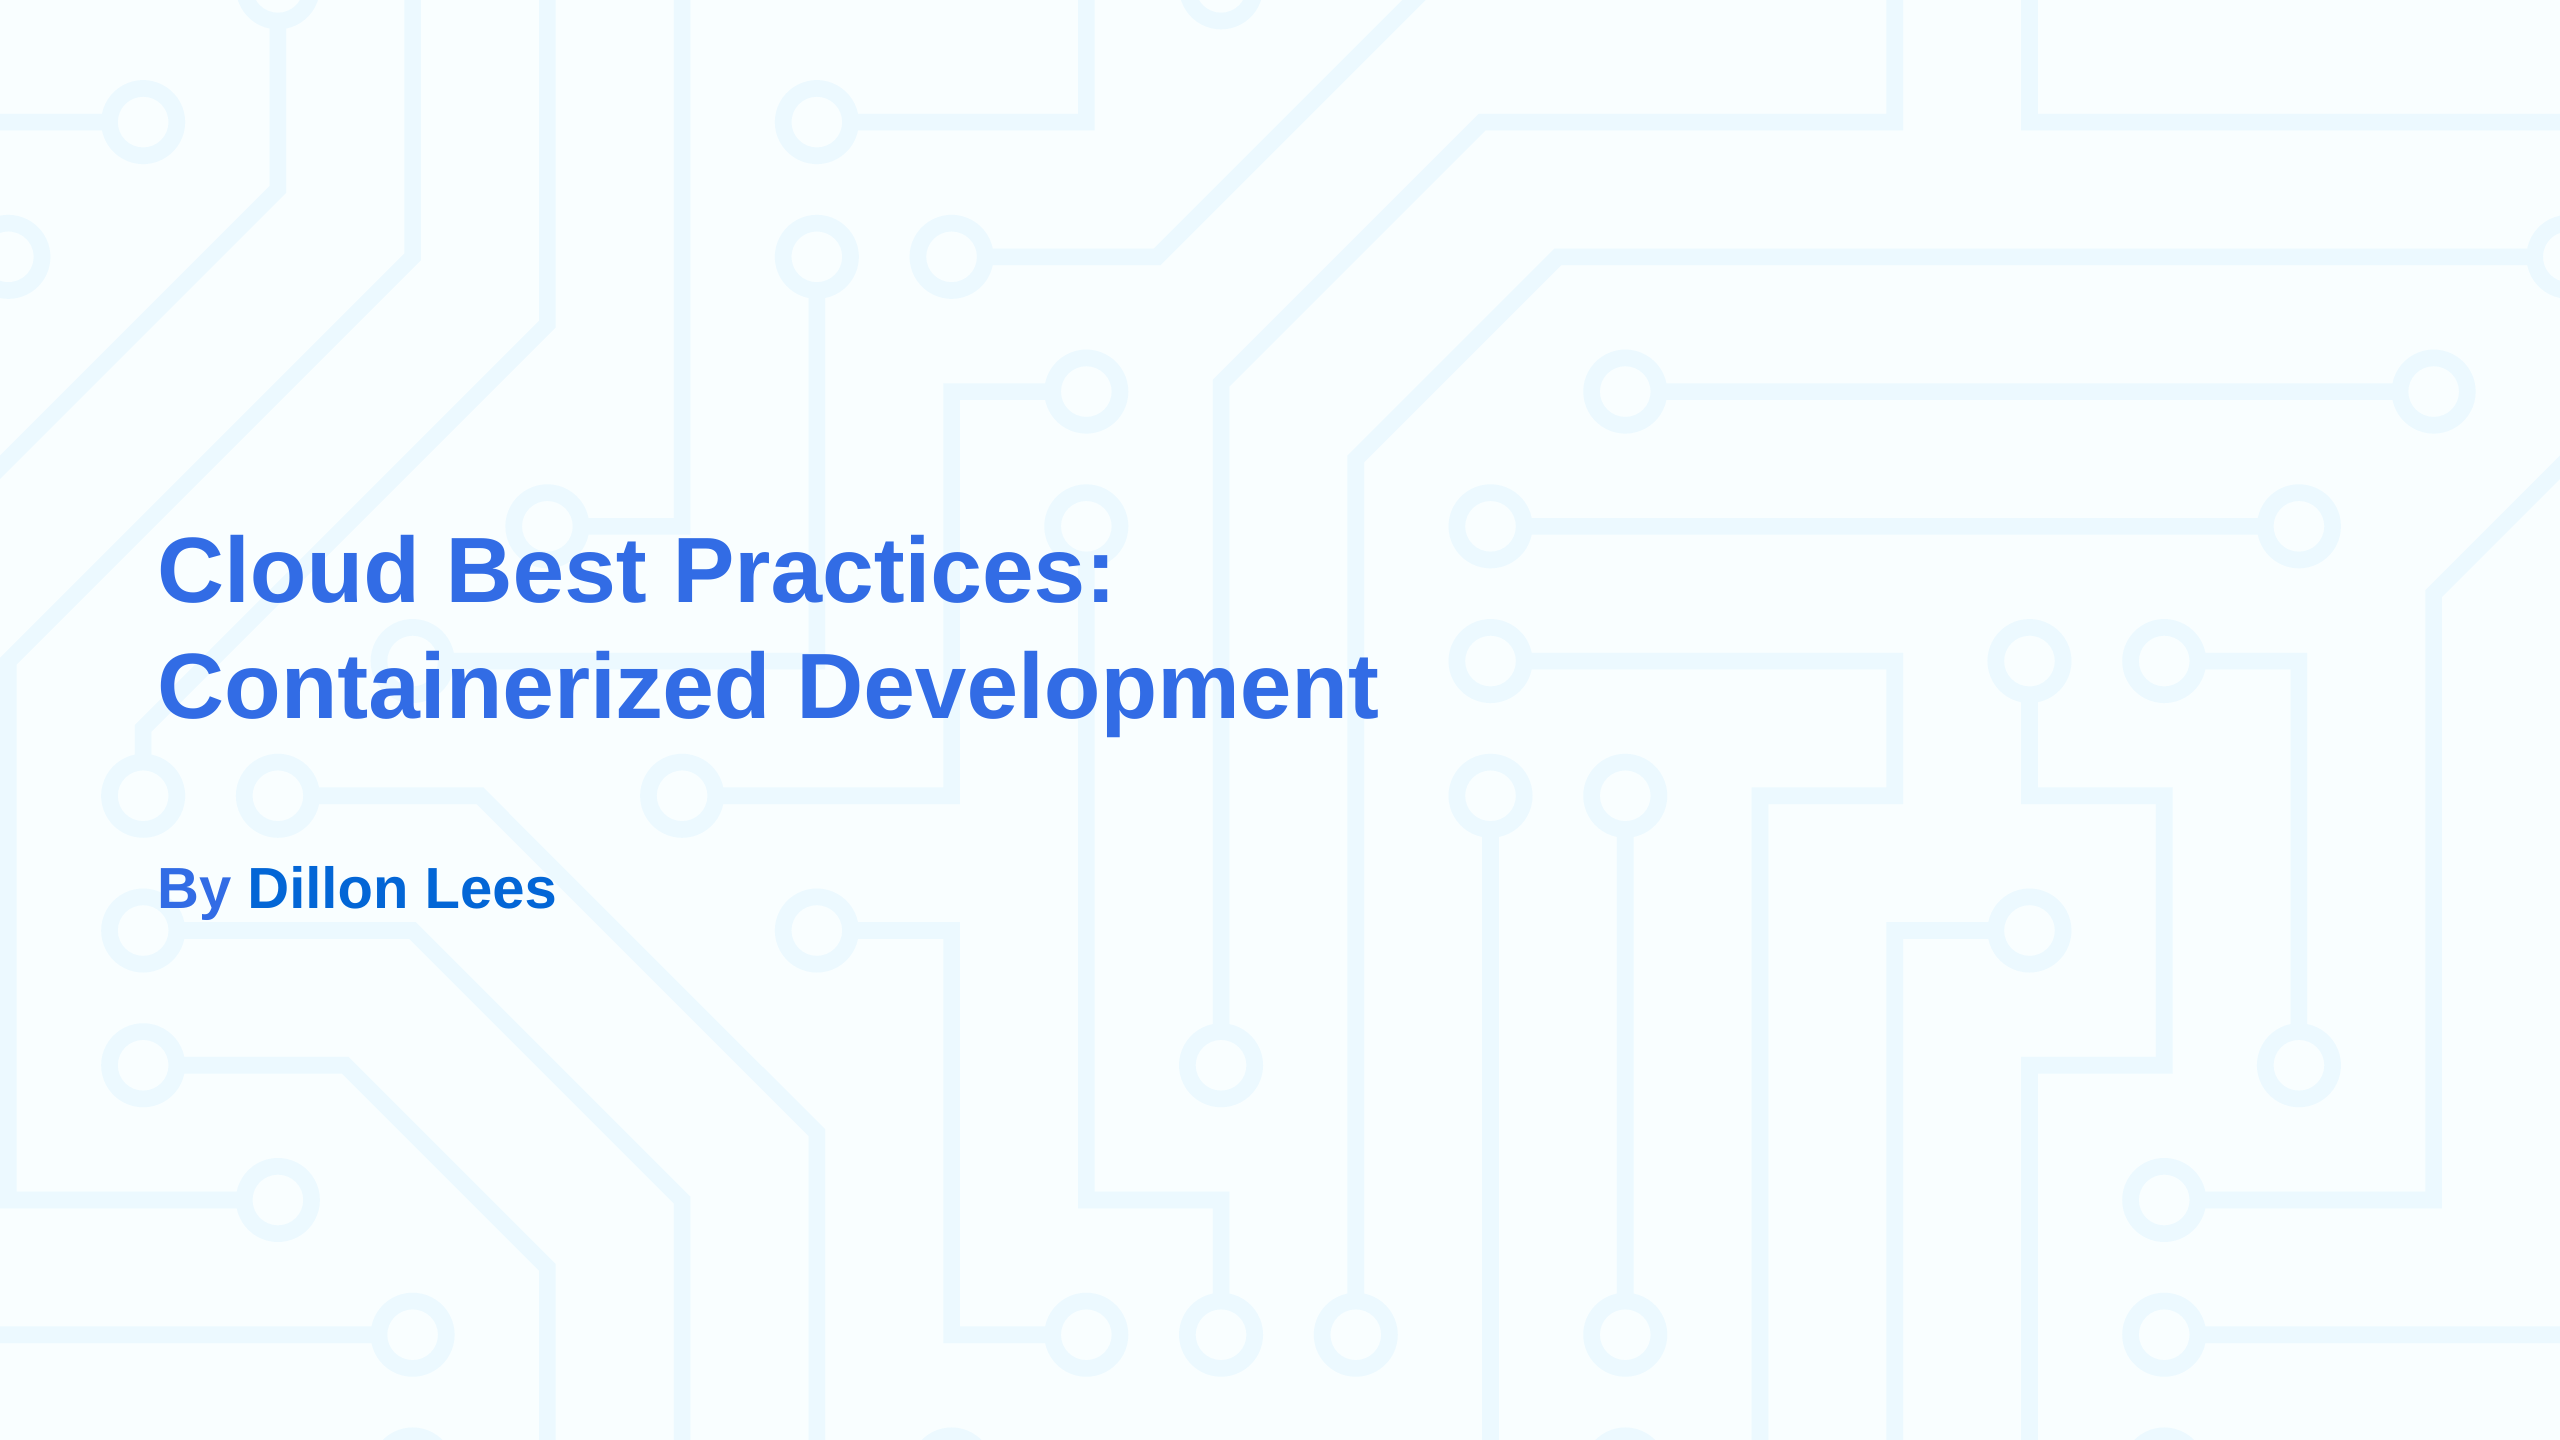 Cloud Best Practices:
Containerized Development
By Dillon Lees